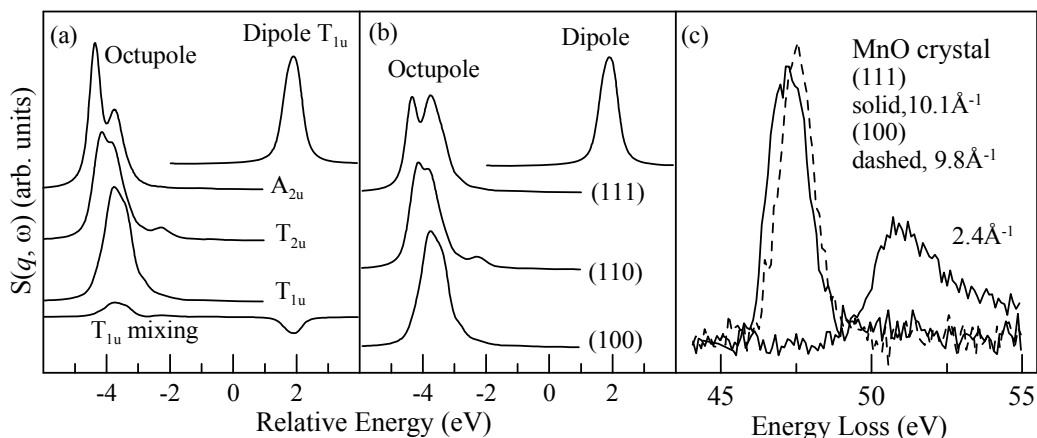 (a)
Octupole
Dipole T1u
A2u
T2u
T1u
T1u mixing
(b)
Octupole
Dipole
(111)
(110)
(100)
(c)
MnO crystal
(111)
solid,10.1Å-1
(100)
dashed, 9.8Å-1
2.4Å-1
S(q, ω) (arb. units)
-4 -2 0 2
-4 -2 0 2
45 50 55
Relative Energy (eV)
Energy Loss (eV)